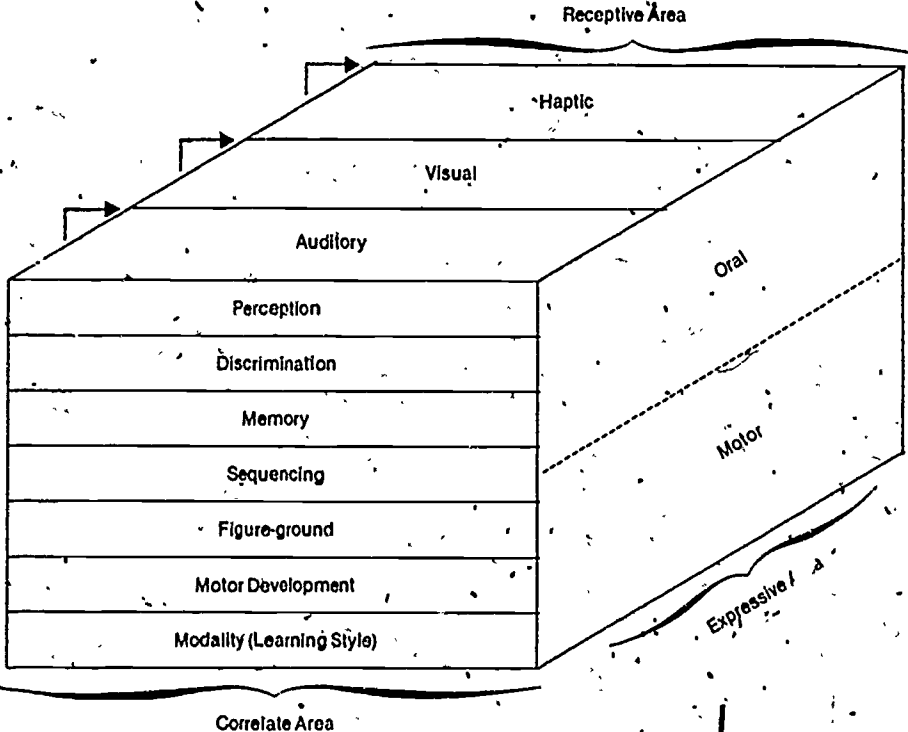 Receptive Area
Haptic
Visual
Auditory
Oral
Perception
Discrimination
Memory
Motor
Sequencing
Figure-ground
Motor Development
Modality (Learning Style)
Expressive
Correlate Area